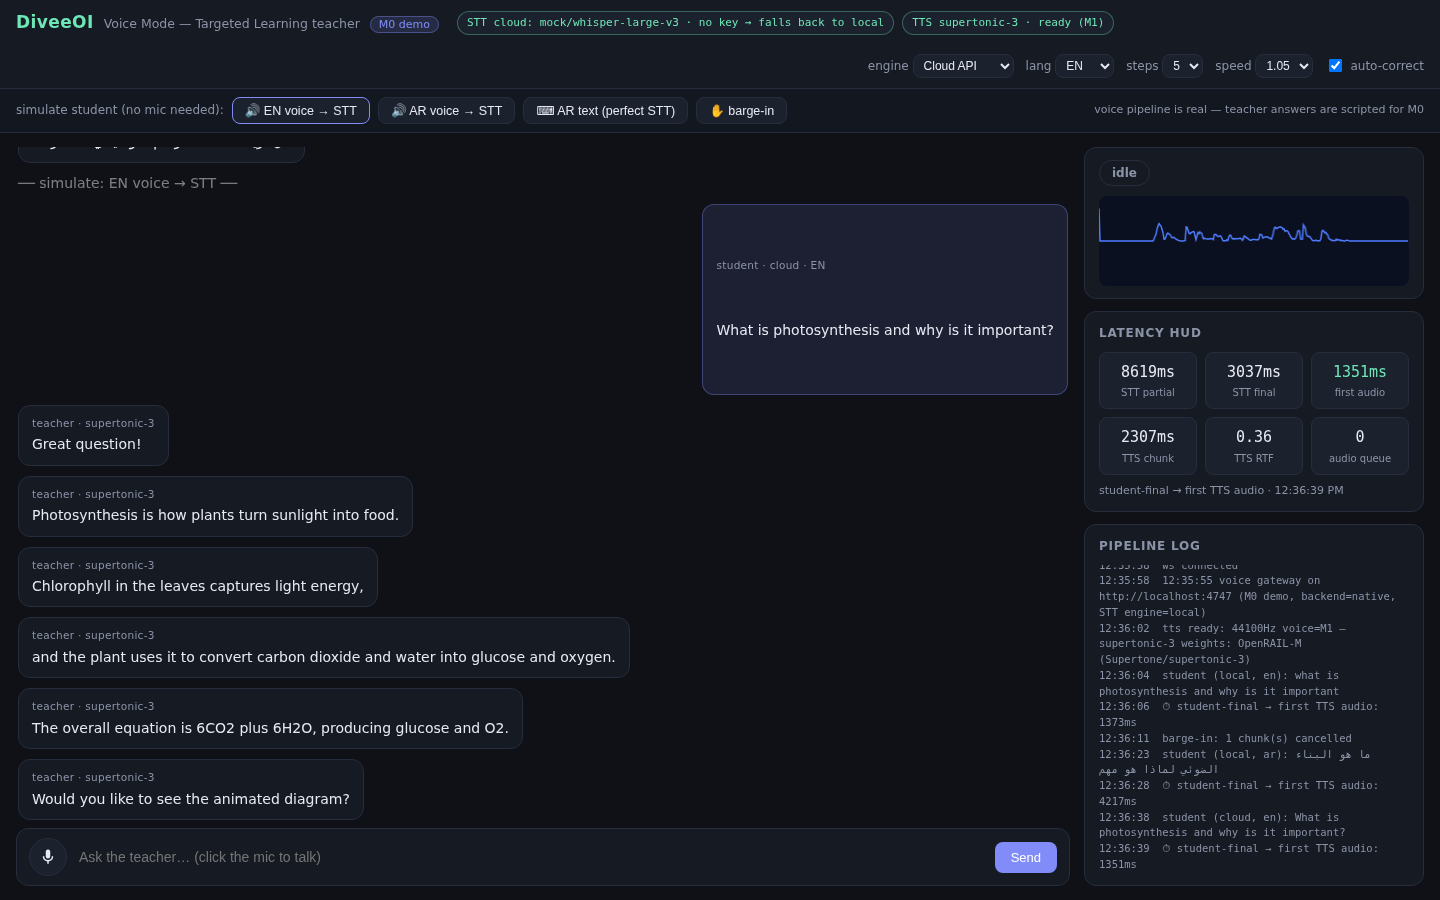 DiveeOI Voice Mode — Targeted Learning teacher M0 demo STT cloud: mock/whisper-large-v3 · no key → falls back to local TTS supertonic-3 · ready (M1)
engine Cloud API lang EN steps 5 speed 1.05 auto-correct
simulate student (no mic needed): 🔊 EN voice → STT 🔊 AR voice → STT ⌨ AR text (perfect STT) ✋ barge-in voice pipeline is real — teacher answers are scripted for M0
── simulate: EN voice → STT ──
student · cloud · EN
What is photosynthesis and why is it important?
teacher · supertonic-3
Great question!
teacher · supertonic-3
Photosynthesis is how plants turn sunlight into food.
teacher · supertonic-3
Chlorophyll in the leaves captures light energy,
teacher · supertonic-3
and the plant uses it to convert carbon dioxide and water into glucose and oxygen.
teacher · supertonic-3
The overall equation is 6CO2 plus 6H2O, producing glucose and O2.
teacher · supertonic-3
Would you like to see the animated diagram?
Ask the teacher… (click the mic to talk) Send
idle
LATENCY HUD
8619ms 3037ms 1351ms
STT partial STT final first audio
2307ms 0.36 0
TTS chunk TTS RTF audio queue
student-final → first TTS audio · 12:36:39 PM
PIPELINE LOG
12:35:58 ws connected
12:35:58 12:35:55 voice gateway on
http://localhost:4747 (M0 demo, backend=native,
STT engine=local)
12:36:02 tts ready: 44100Hz voice=M1 —
supertonic-3 weights: OpenRAIL-M
(Supertone/supertonic-3)
12:36:04 student (local, en): what is
photosynthesis and why is it important
12:36:06 ⏱ student-final → first TTS audio:
1373ms
12:36:11 barge-in: 1 chunk(s) cancelled
12:36:23 student (local, ar): ما هو البناء
الضوئي لماذا هو مهم
12:36:28 ⏱ student-final → first TTS audio:
4217ms
12:36:38 student (cloud, en): What is
photosynthesis and why is it important?
12:36:39 ⏱ student-final → first TTS audio:
1351ms